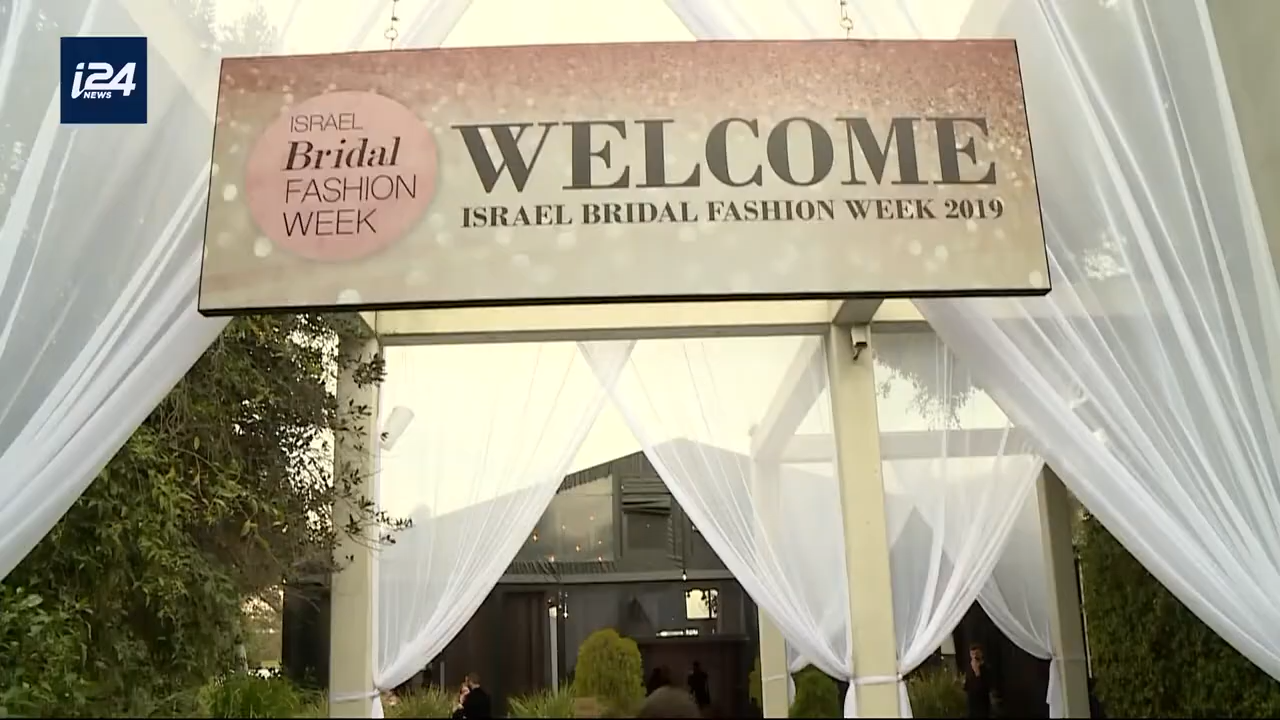 i24
NEWS
ISRAEL
Bridal
FASHION
WEEK
WELCOME
ISRAEL BRIDAL FASHION WEEK 2019